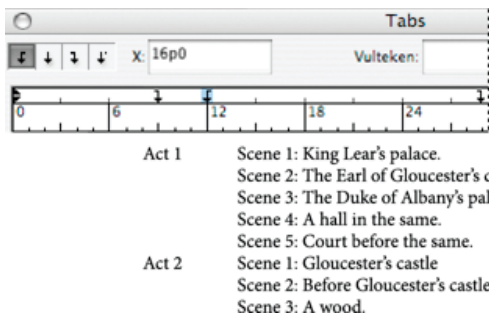 Tabs
X: 16p0 Vulteken:
0 6 12 18 24
Act 1 Scene 1: King Lear's palace.
Scene 2: The Earl of Gloucester's
Scene 3: The Duke of Albany's
Scene 4: A hall in the same.
Scene 5: Court before the same.
Act 2 Scene 1: Gloucester's castle
Scene 2: Before Gloucester's castle
Scene 3: A wood.